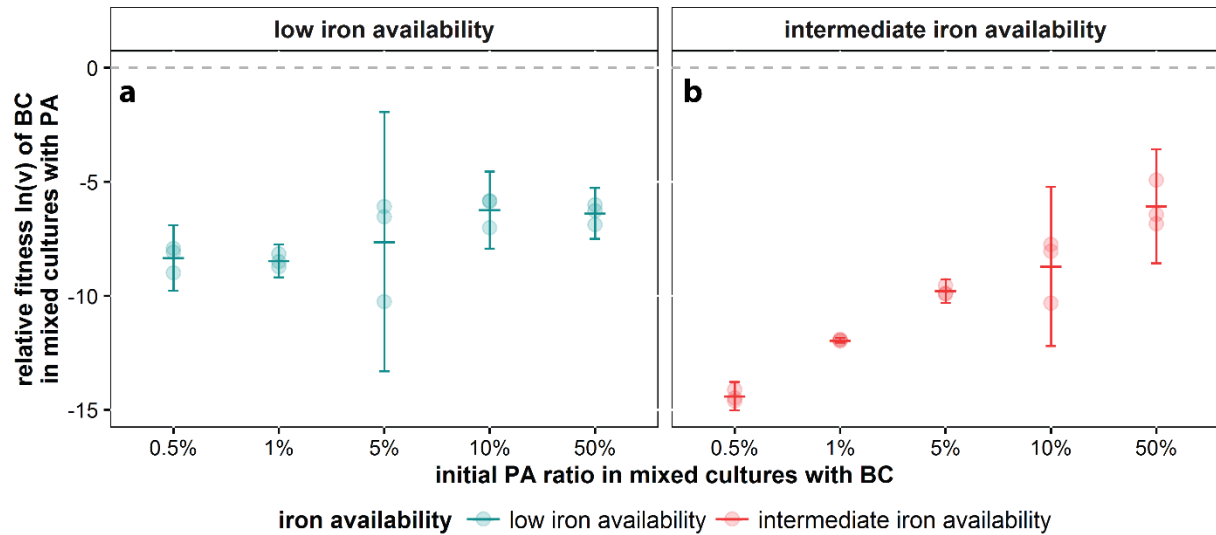 low iron availability
intermediate iron availability
relative fitness ln(v) of BC
in mixed cultures with PA
0
-5
-10
-15
a
b
0.5% 1% 5% 10% 50%
0.5% 1% 5% 10% 50%
initial PA ratio in mixed cultures with BC
iron availability low iron availability intermediate iron availability